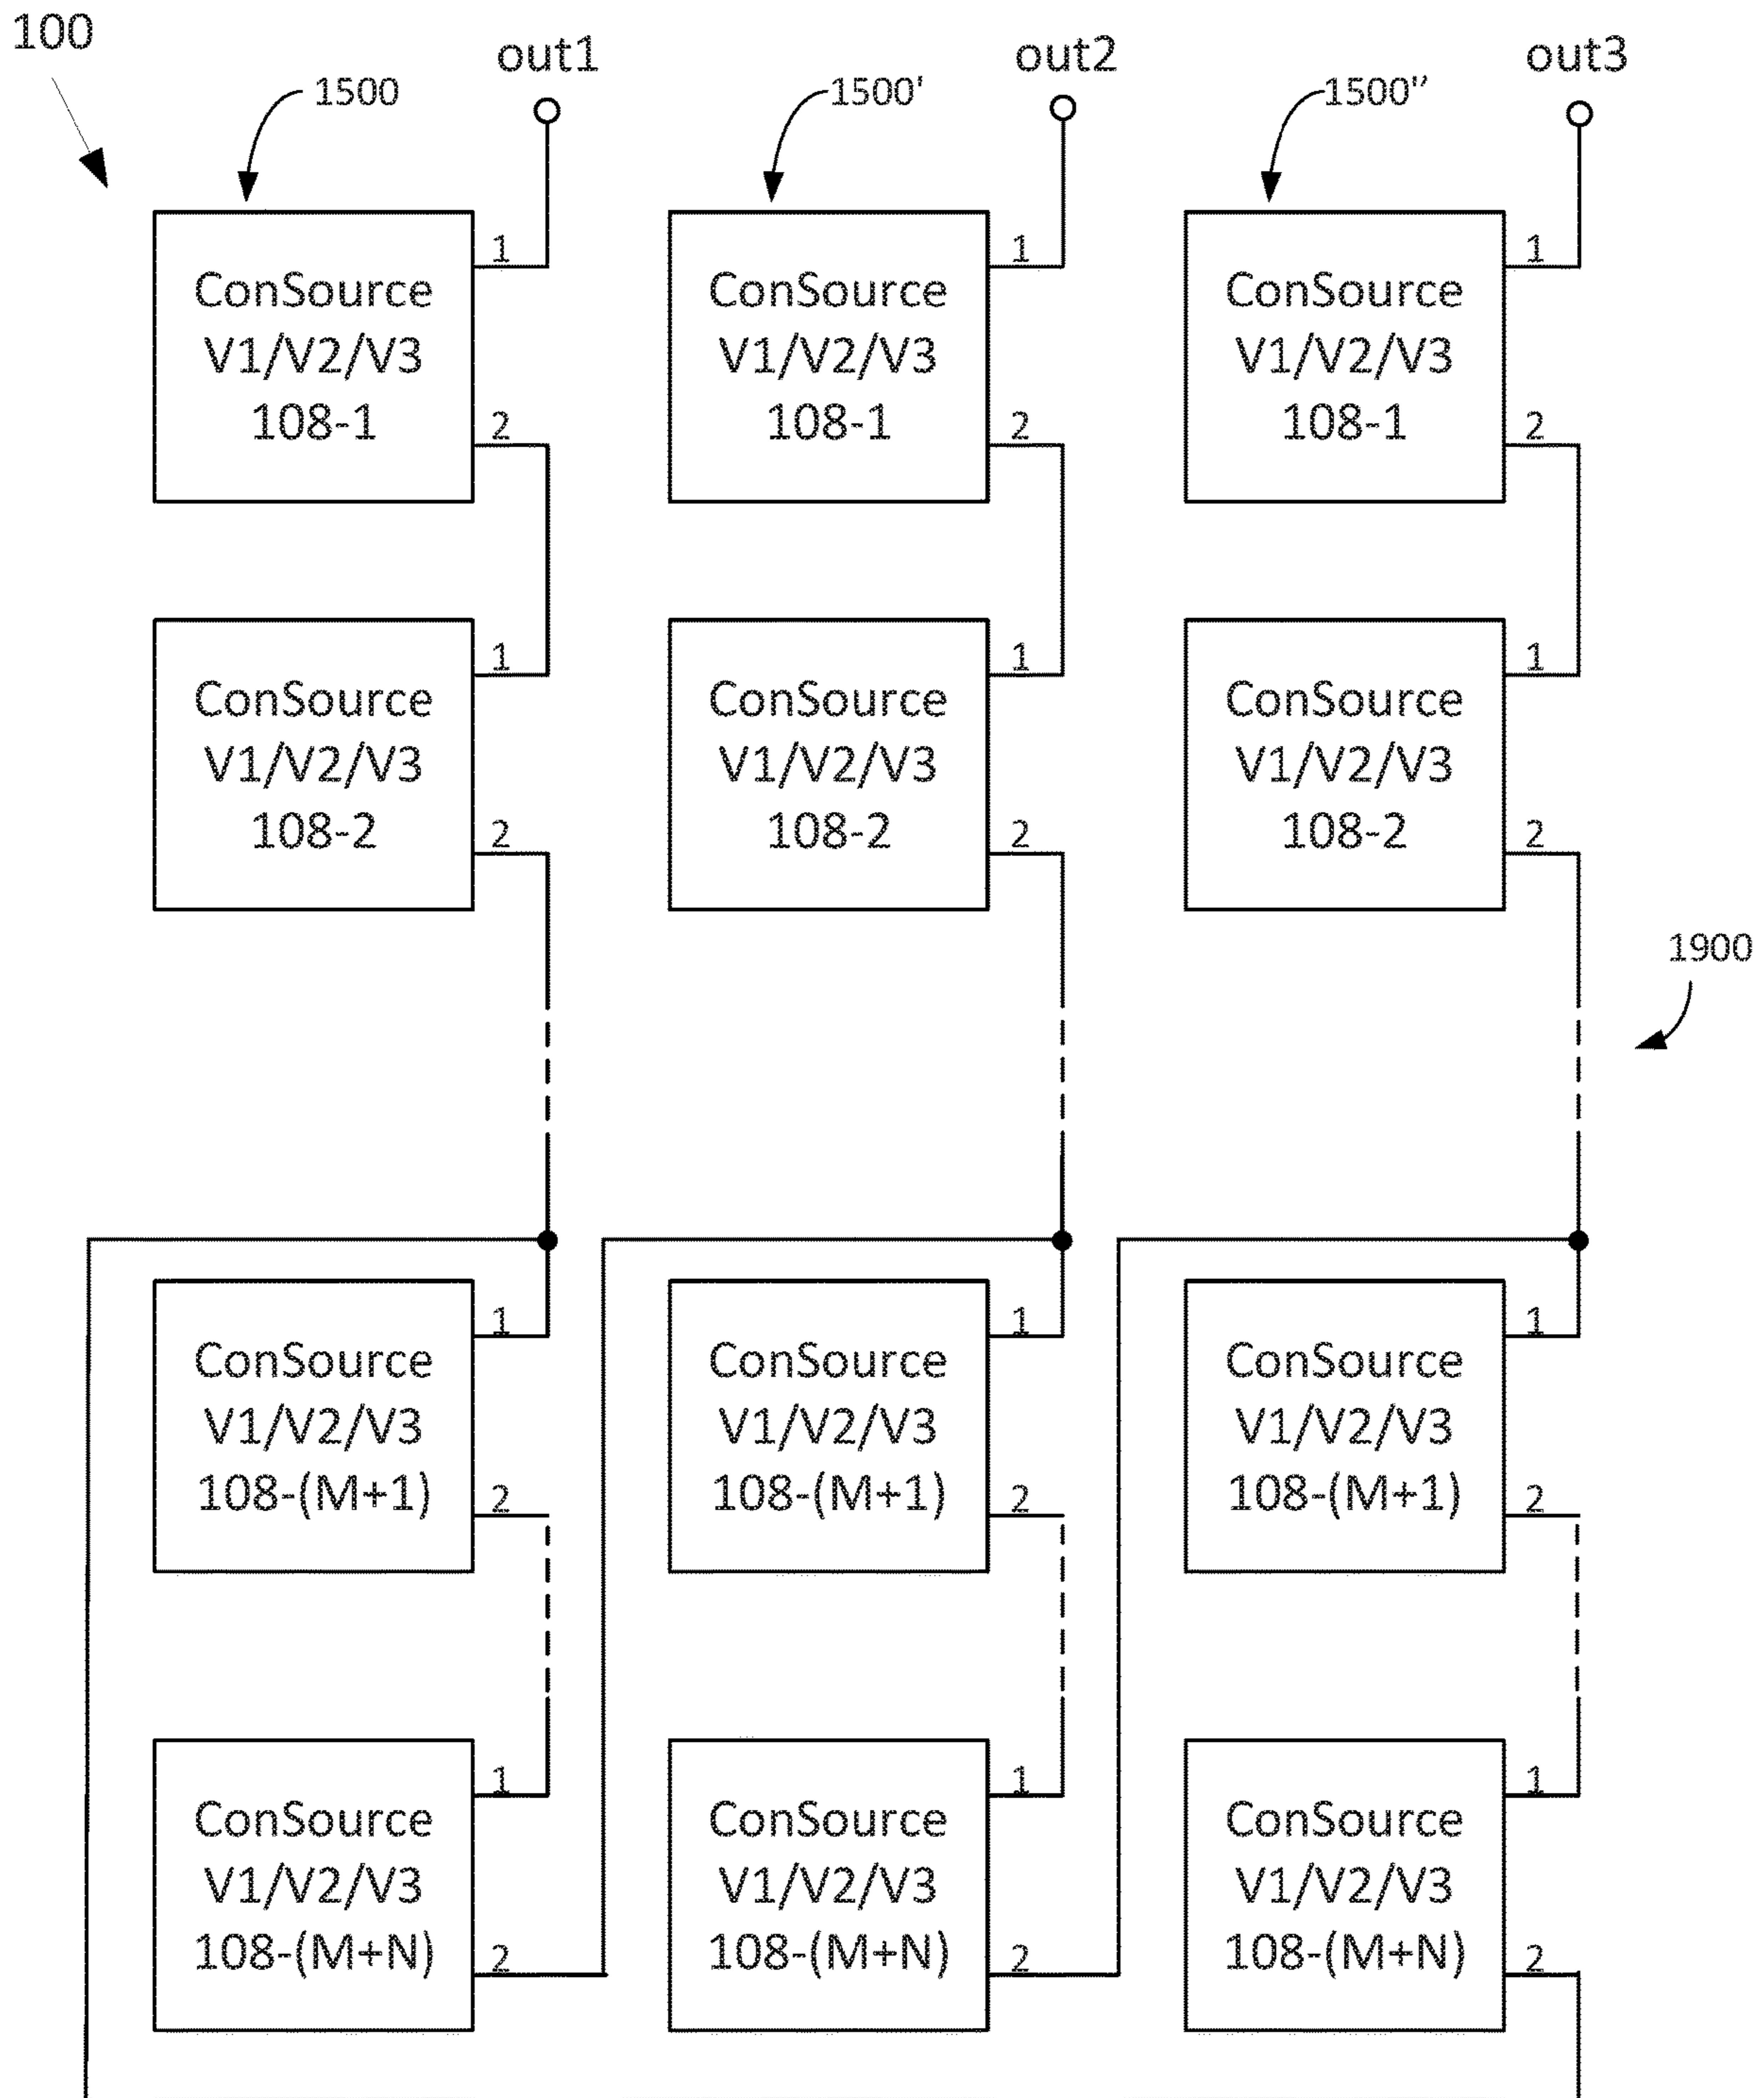 100
out1
out2
out3
1500
1500'
1500''
1
1
1
ConSource
V1/V2/V3
108-1
ConSource
V1/V2/V3
108-1
ConSource
V1/V2/V3
108-1
2
2
2
1
1
1
ConSource
V1/V2/V3
108-2
ConSource
V1/V2/V3
108-2
ConSource
V1/V2/V3
108-2
2
2
2
1900
1
1
1
ConSource
V1/V2/V3
108-(M+1)
ConSource
V1/V2/V3
108-(M+1)
ConSource
V1/V2/V3
108-(M+1)
2
2
2
1
1
1
ConSource
V1/V2/V3
108-(M+N)
ConSource
V1/V2/V3
108-(M+N)
ConSource
V1/V2/V3
108-(M+N)
2
2
2